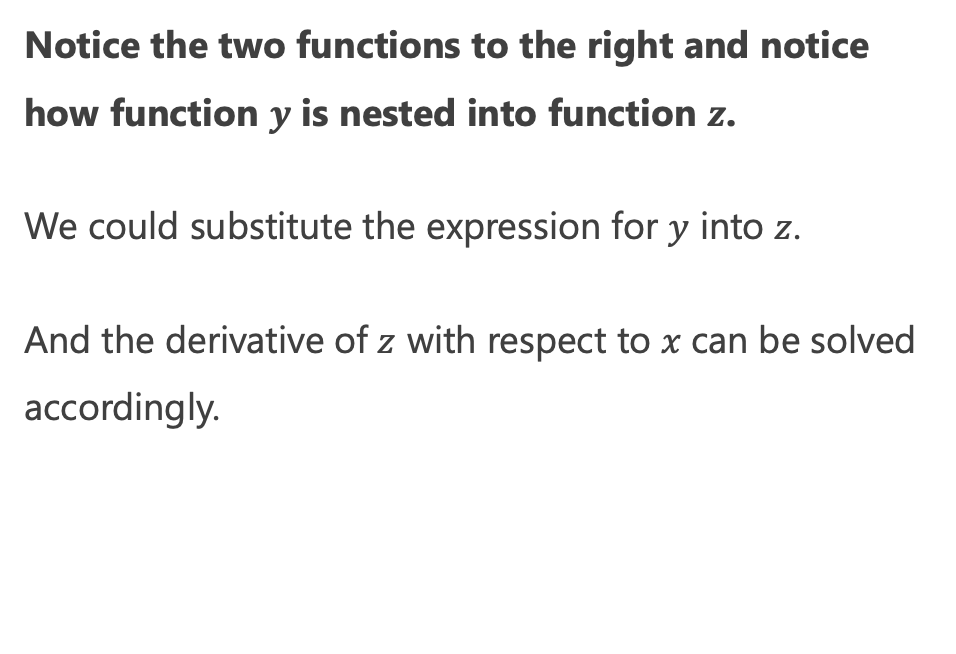 Notice the two functions to the right and notice
how function y is nested into function z.
We could substitute the expression for y into z.
And the derivative of z with respect to x can be solved
accordingly.